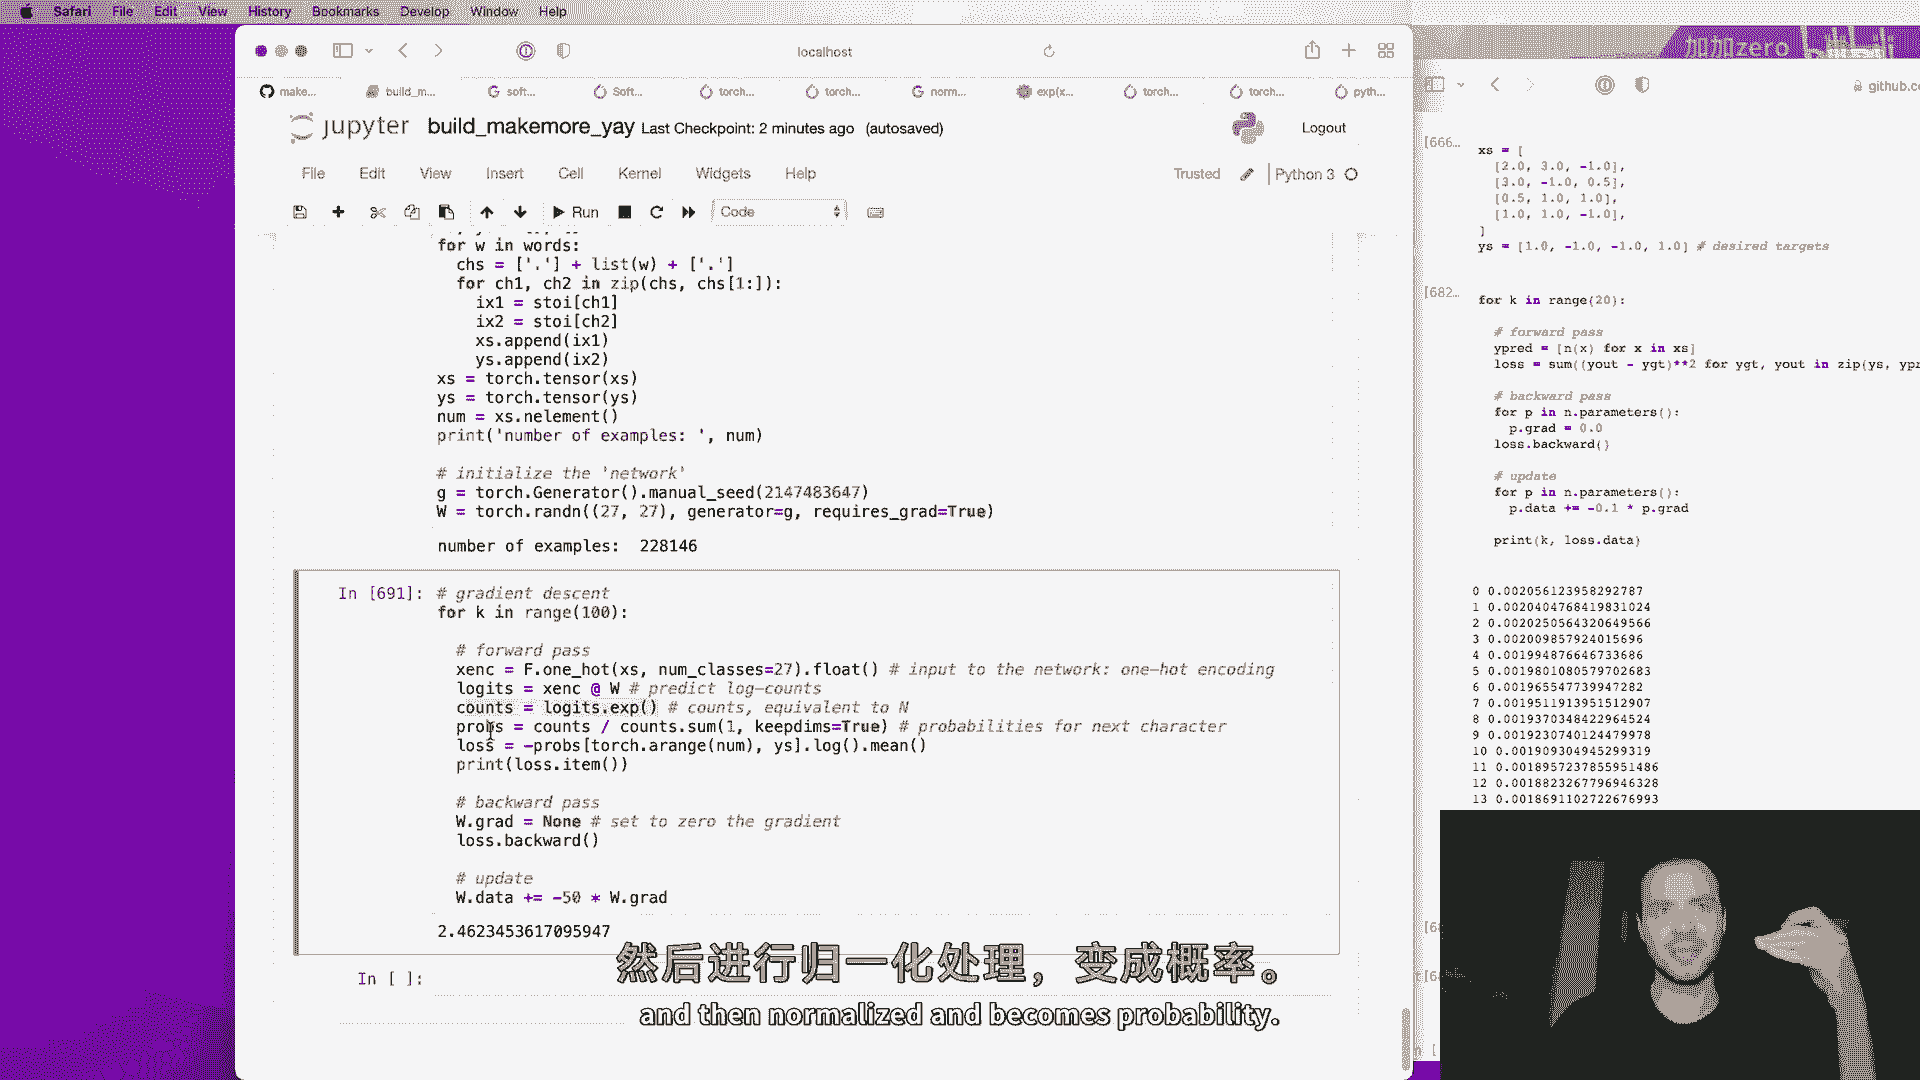 Safari File Edit View History Bookmarks Develop Window Help
加加zero bilibili
localhost
make... build_m... soft... Soft... torch... torch... norm... exp(x... torch... torch... pyth...
jupyter build_makemore_yay Last Checkpoint: 2 minutes ago (autosaved)
Logout
File Edit View Insert Cell Kernel Widgets Help
Trusted Python 3
Run Code
for w in words:
chs = ['.'] + list(w) + ['.']
for ch1, ch2 in zip(chs, chs[1:]):
ix1 = stoi[ch1]
ix2 = stoi[ch2]
xs.append(ix1)
ys.append(ix2)
xs = torch.tensor(xs)
ys = torch.tensor(ys)
num = xs.nelement()
print('number of examples: ', num)
# initialize the 'network'
g = torch.Generator().manual_seed(2147483647)
W = torch.randn((27, 27), generator=g, requires_grad=True)
number of examples:  228146
In [691]: # gradient descent
for k in range(100):
# forward pass
xenc = F.one_hot(xs, num_classes=27).float() # input to the network: one-hot encoding
logits = xenc @ W # predict log-counts
counts = logits.exp() # counts, equivalent to N
probs = counts / counts.sum(1, keepdims=True) # probabilities for next character
loss = -probs[torch.arange(num), ys].log().mean()
print(loss.item())
# backward pass
W.grad = None # set to zero the gradient
loss.backward()
# update
W.data += -50 * W.grad
2.4623453617095947
In [ ]:
然后进行归一化处理，变成概率。
and then normalized and becomes probability.
github.co
[666...
xs = [
[2.0, 3.0, -1.0],
[3.0, -1.0, 0.5],
[0.5, 1.0, 1.0],
[1.0, 1.0, -1.0],
]
ys = [1.0, -1.0, -1.0, 1.0] # desired targets
[682...
for k in range(20):
# forward pass
ypred = [n(x) for x in xs]
loss = sum((yout - ygt)**2 for ygt, yout in zip(ys, ypr
# backward pass
for p in n.parameters():
p.grad = 0.0
loss.backward()
# update
for p in n.parameters():
p.data += -0.1 * p.grad
print(k, loss.data)
0 0.002056123958292787
1 0.0020404768419831024
2 0.0020250564320649566
3 0.002009857924015696
4 0.001994876646733686
5 0.0019801080579702683
6 0.001965547739947282
7 0.0019511913951512907
8 0.0019370348422964524
9 0.0019230740124479978
10 0.001909304945299319
11 0.0018957237855951486
12 0.0018823267796946328
13 0.0018691102722676993